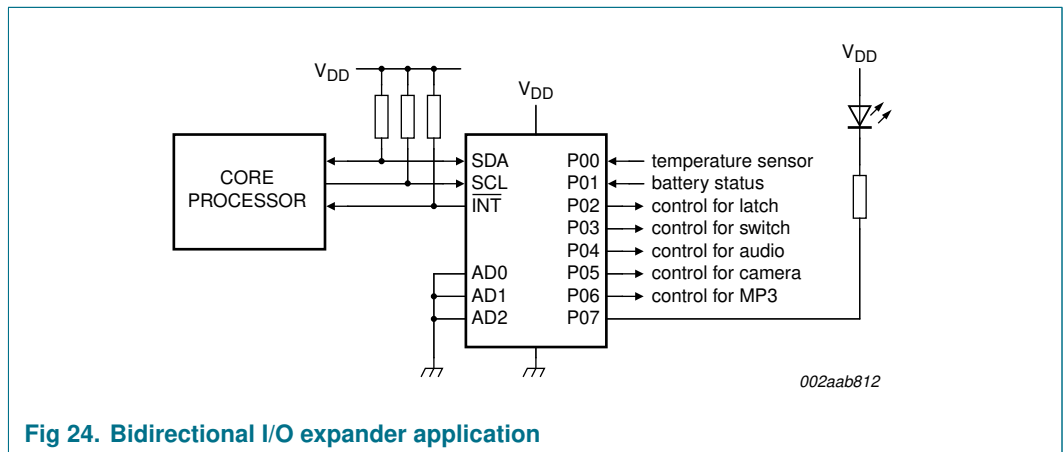 VDD
VDD
VDD
CORE
PROCESSOR
SDA
SCL
INT
AD0
AD1
AD2
P00
P01
P02
P03
P04
P05
P06
P07
temperature sensor
battery status
control for latch
control for switch
control for audio
control for camera
control for MP3
002aab812
Fig 24. Bidirectional I/O expander application